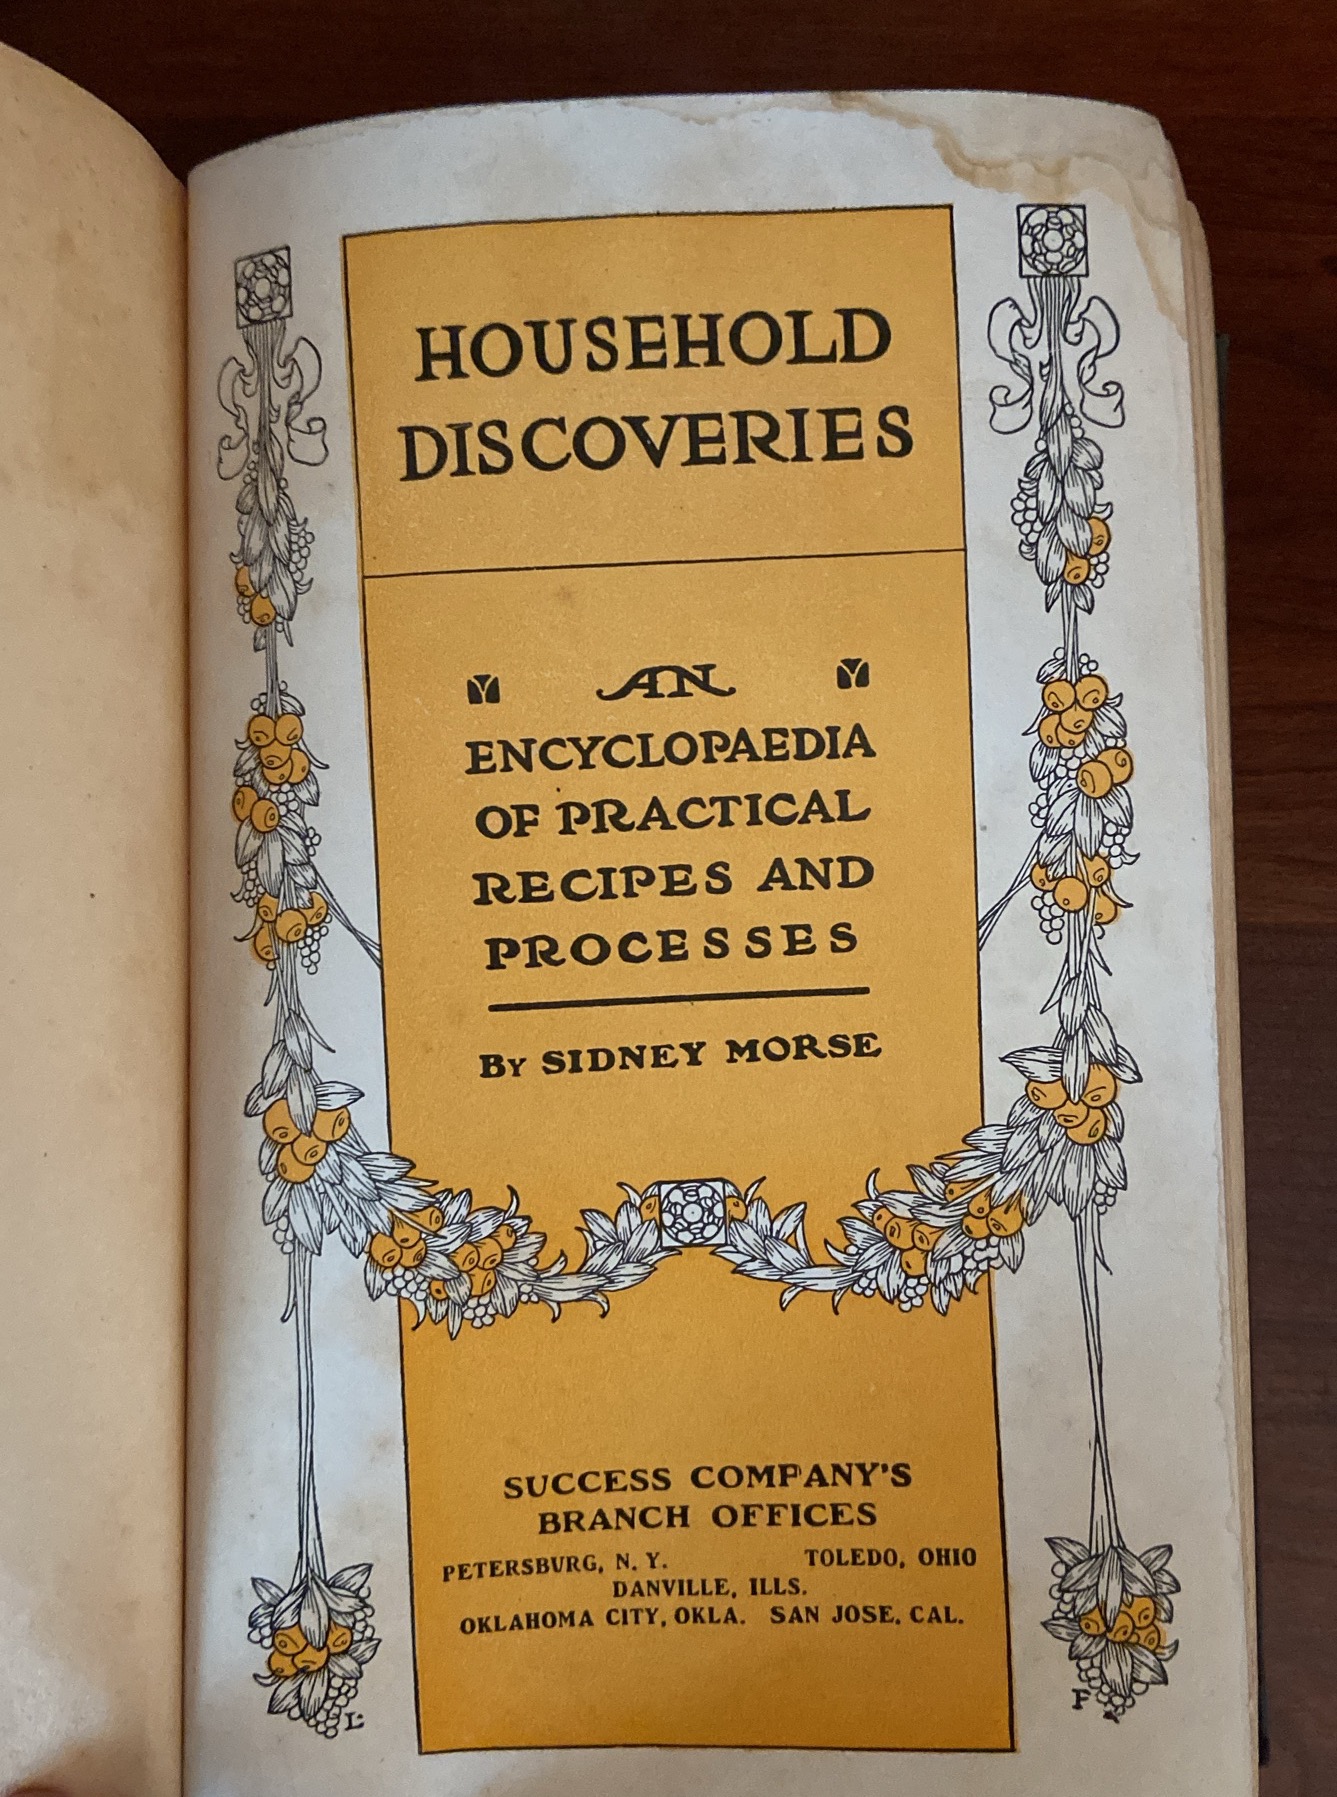 HOUSEHOLD
DISCOVERIES
AN
ENCYCLOPAEDIA
OF PRACTICAL
RECIPES AND
PROCESSES
BY SIDNEY MORSE
SUCCESS COMPANY'S
BRANCH OFFICES
PETERSBURG, N. Y. TOLEDO, OHIO
DANVILLE, ILLS.
OKLAHOMA CITY, OKLA. SAN JOSE, CAL.
L: F